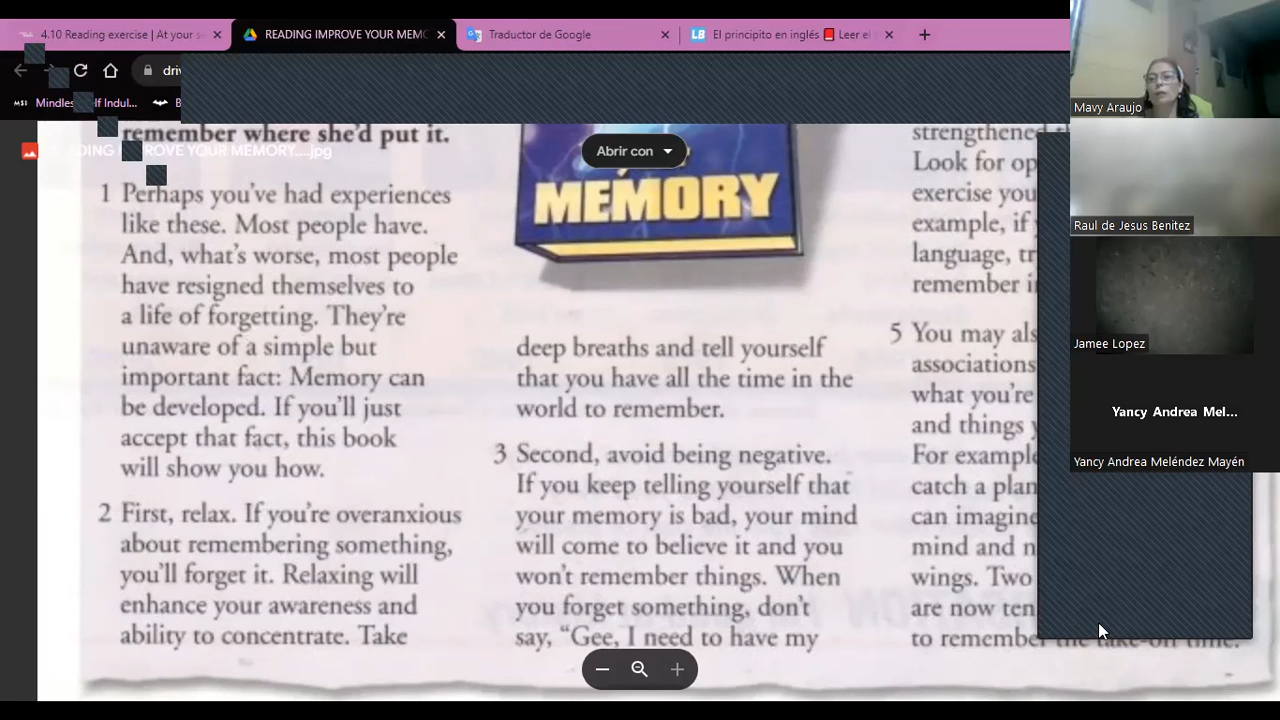 4.10 Reading exercise | At your s
READING IMPROVE YOUR MEMC
Traductor de Google
El principito en inglés 📕 Leer el
driv
Mindles lf Indul...
B
remember where she'd put it.
DING OVE YOUR MEMORY....jpg
Abrir con
1 Perhaps you've had experiences
like these. Most people have.
And, what's worse, most people
have resigned themselves to
a life of forgetting. They're
unaware of a simple but
important fact: Memory can
be developed. If you'll just
accept that fact, this book
will show you how.
2 First, relax. If you're overanxious
about remembering something,
you'll forget it. Relaxing will
enhance your awareness and
ability to concentrate. Take
MEMORY
deep breaths and tell yourself
that you have all the time in the
world to remember.
3 Second, avoid being negative.
If you keep telling yourself that
your memory is bad, your mind
will come to believe it and you
won't remember things. When
you forget something, don't
say, "Gee, I need to have my
strengthened
Look for op
exercise you
example, if
language, tr
remember i
5 You may als
associations
what you're
and things
For example
catch a plan
can imagine
mind and n
wings. Two
are now ten
to remember the take-off time.
Mavy Araujo
Raul de Jesus Benitez
Jamee Lopez
Yancy Andrea Mel...
Yancy Andrea Meléndez Mayén